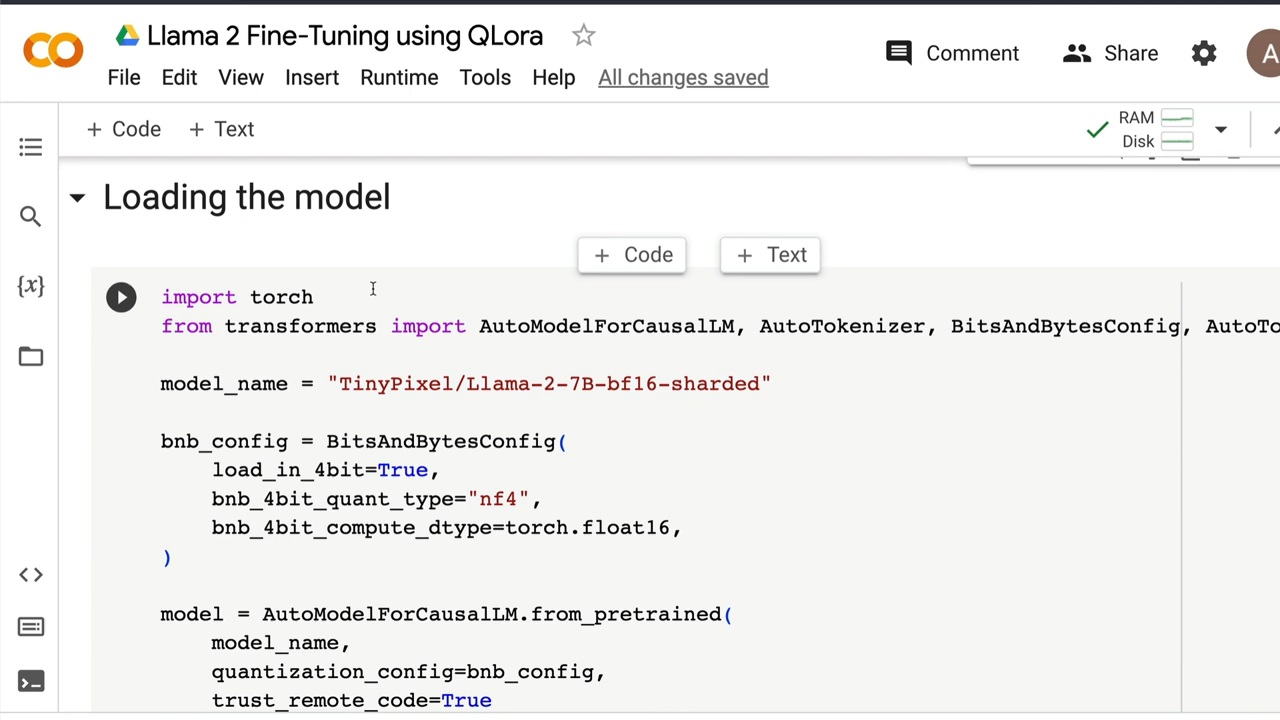 Llama 2 Fine-Tuning using QLora
File Edit View Insert Runtime Tools Help All changes saved
Comment Share A
+ Code + Text
RAM
Disk
Loading the model
+ Code + Text
{x}
import torch
from transformers import AutoModelForCausalLM, AutoTokenizer, BitsAndBytesConfig, AutoTo
model_name = "TinyPixel/Llama-2-7B-bf16-sharded"
bnb_config = BitsAndBytesConfig(
load_in_4bit=True,
bnb_4bit_quant_type="nf4",
bnb_4bit_compute_dtype=torch.float16,
)
model = AutoModelForCausalLM.from_pretrained(
model_name,
quantization_config=bnb_config,
trust_remote_code=True